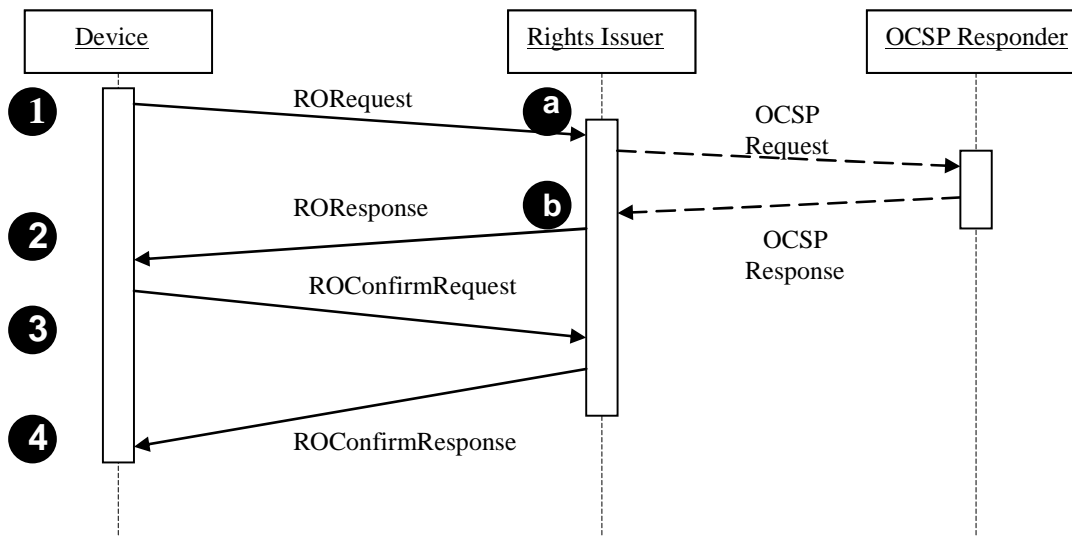 Device
Rights Issuer
OCSP Responder
1
RORequest
a
OCSP
Request
b
ROResponse
2
OCSP
Response
ROConfirmRequest
3
4
ROConfirmResponse